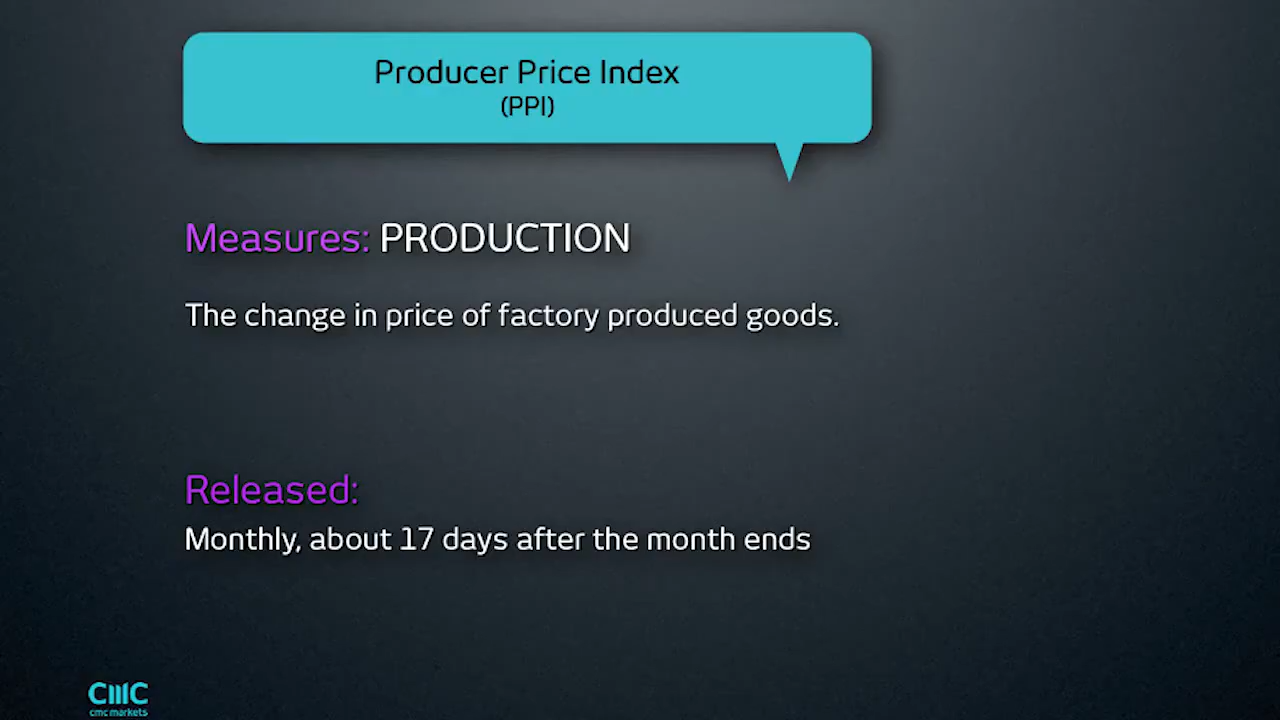 Producer Price Index
(PPI)
Measures: PRODUCTION
The change in price of factory produced goods.
Released:
Monthly, about 17 days after the month ends
CMC
cmc markets